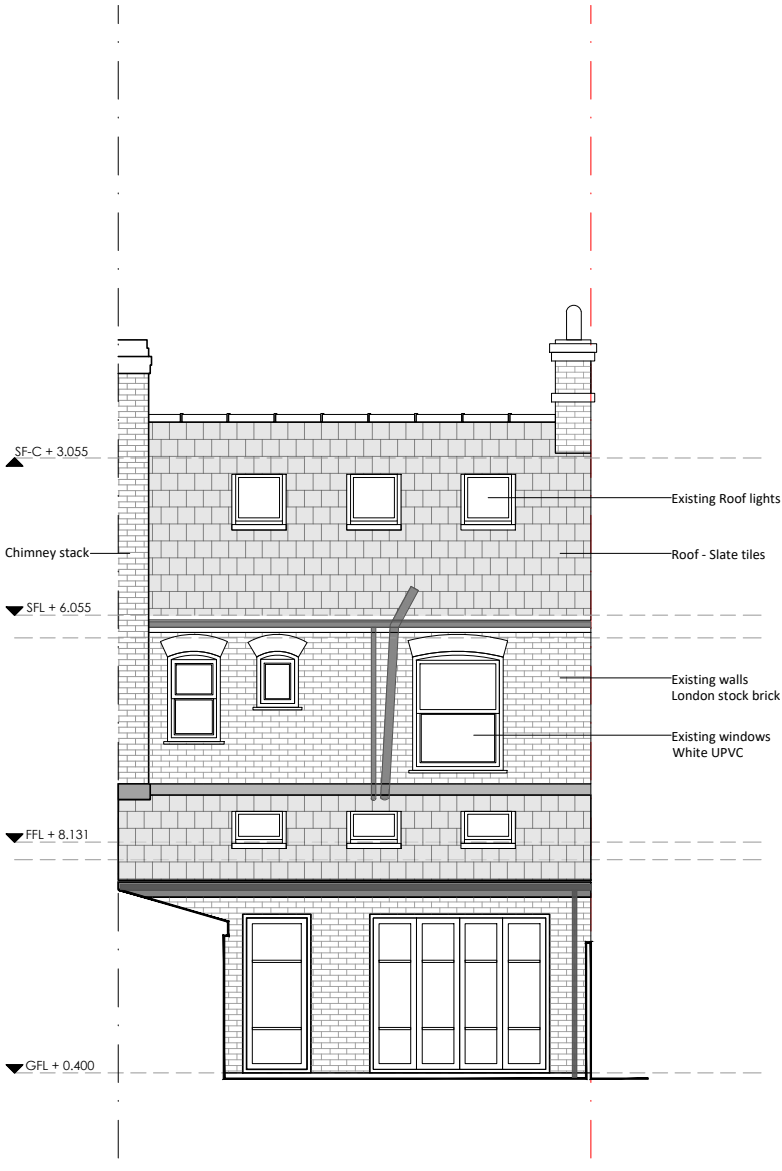 SF-C + 3.055
Existing Roof lights
Chimney stack
Roof - Slate tiles
SFL + 6.055
Existing walls
London stock brick
Existing windows
White UPVC
FFL + 8.131
GFL + 0.400